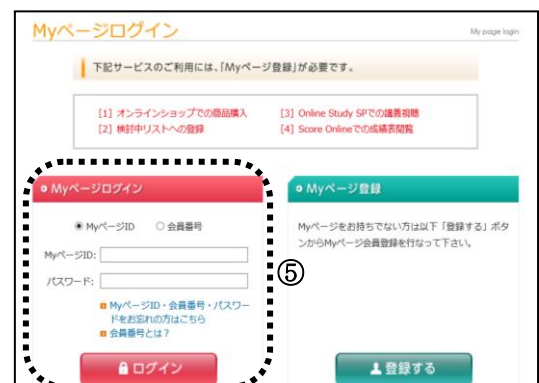 Myページログイン
My page login
下記サービスのご利用には、「Myページ登録」が必要です。
[1] オンラインショップでの商品購入
[3] Online Study SPでの講義視聴
[2] 検討中リストへの登録
[4] Score Onlineでの成績表閲覧
Myページログイン
Myページ登録
Myページをお持ちでない方は以下「登録する」ボタ
ンからMyページ会員登録を行なって下さい。
MyページID
会員番号
MyページID:
パスワード:
⑤
MyページID・会員番号・パスワー
ドをお忘れの方はこちら
会員番号とは？
ログイン
登録する